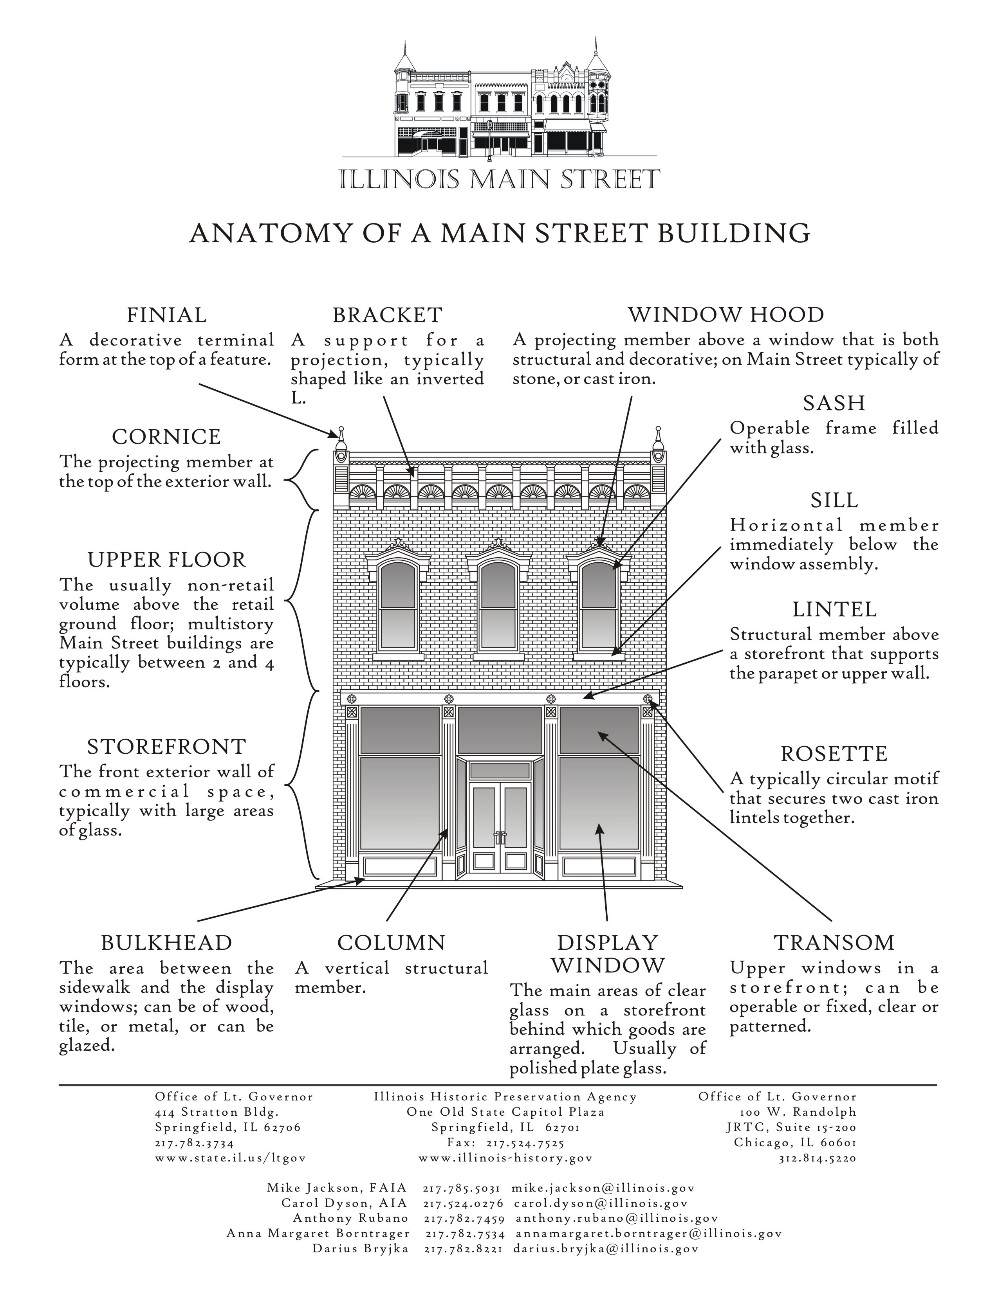 ILLINOIS MAIN STREET
ANATOMY OF A MAIN STREET BUILDING
FINIAL
A decorative terminal
form at the top of a feature.
BRACKET
A support for a
projection, typically
shaped like an inverted
L.
WINDOW HOOD
A projecting member above a window that is both
structural and decorative; on Main Street typically of
stone, or cast iron.
SASH
Operable frame filled
with glass.
CORNICE
The projecting member at
the top of the exterior wall.
SILL
Horizontal member
immediately below the
window assembly.
UPPER FLOOR
The usually non-retail
volume above the retail
ground floor; multistory
Main Street buildings are
typically between 2 and 4
floors.
LINTEL
Structural member above
a storefront that supports
the parapet or upper wall.
STOREFRONT
The front exterior wall of
commercial space,
typically with large areas
of glass.
ROSETTE
A typically circular motif
that secures two cast iron
lintels together.
BULKHEAD
The area between the
sidewalk and the display
windows; can be of wood,
tile, or metal, or can be
glazed.
COLUMN
A vertical structural
member.
DISPLAY
WINDOW
The main areas of clear
glass on a storefront
behind which goods are
arranged. Usually of
polished plate glass.
TRANSOM
Upper windows in a
storefront; can be
operable or fixed, clear or
patterned.
Office of Lt. Governor
414 Stratton Bldg.
Springfield, IL 62706
217.782.3734
www.state.il.us/ltgov
Illinois Historic Preservation Agency
One Old State Capitol Plaza
Springfield, IL 62701
Fax: 217.524.7525
www.illinois-history.gov
Office of Lt. Governor
100 W. Randolph
JRTC, Suite 15-200
Chicago, IL 60601
312.814.5220
Mike Jackson, FAIA 217.785.5031 mike.jackson@illinois.gov
Carol Dyson, AIA 217.524.0276 carol.dyson@illinois.gov
Anthony Rubano 217.782.7459 anthony.rubano@illinois.gov
Anna Margaret Borntrager 217.782.7534 annamargaret.borntrager@illinois.gov
Darius Bryjka 217.782.8221 darius.bryjka@illinois.gov